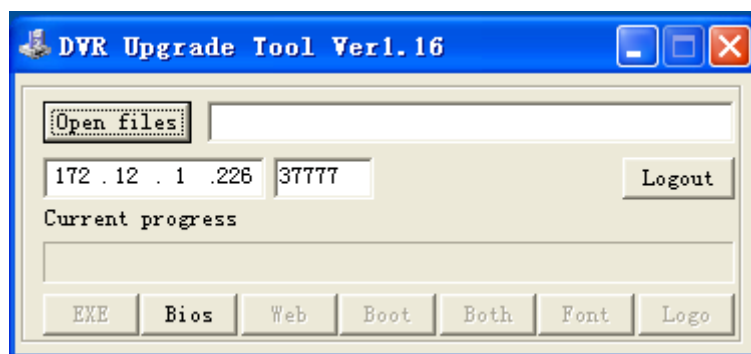 DVR Upgrade Tool Ver1.16
Open files
172 . 12 . 1 .226 37777 Logout
Current progress
EXE Bios Web Boot Both Font Logo